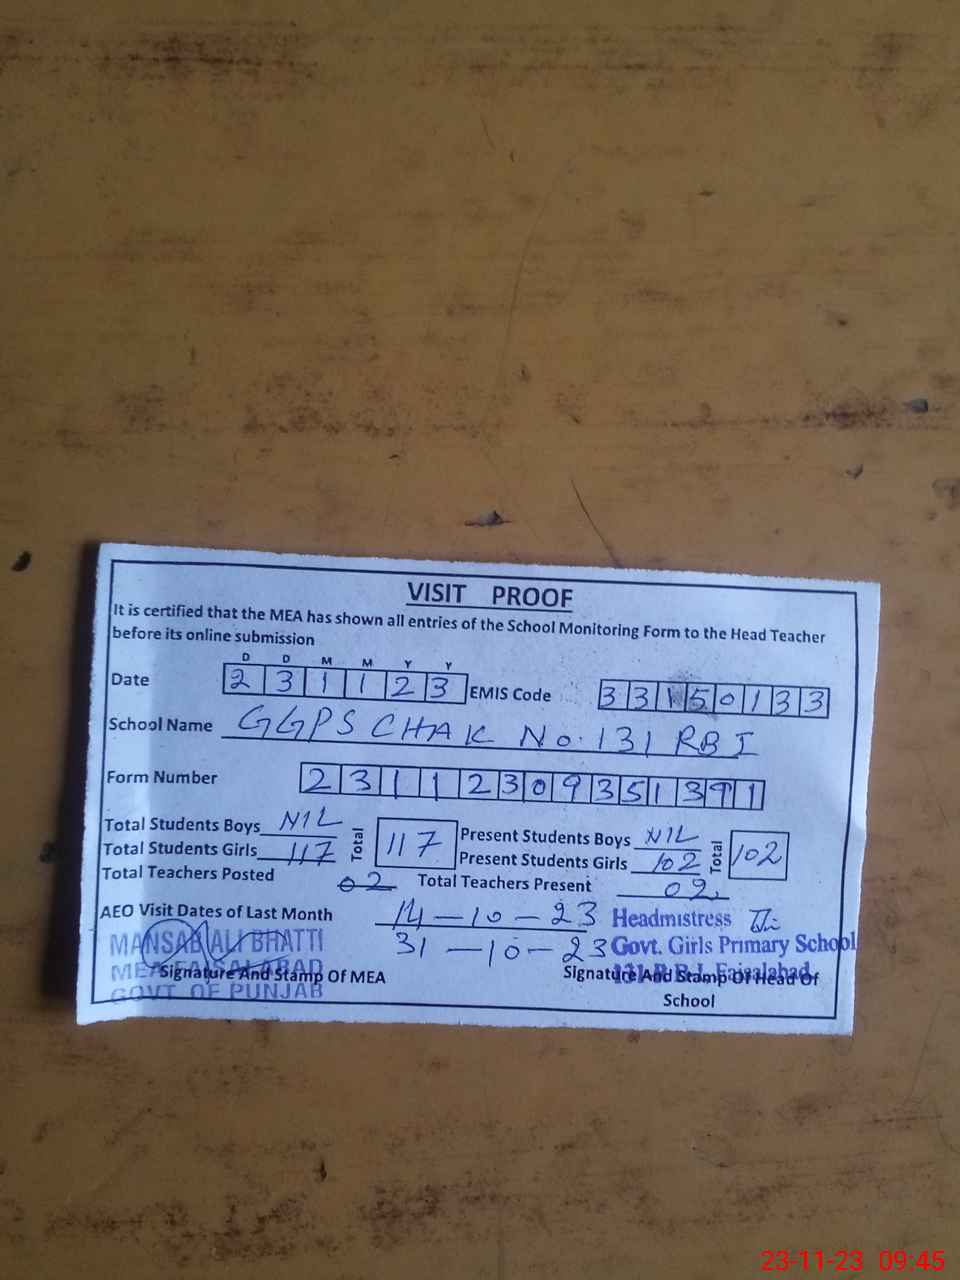 VISIT PROOF
It is certified that the MEA has shown all entries of the School Monitoring Form to the Head Teacher
before its online submission
D D M M Y Y
Date 2 3 1 1 2 3 EMIS Code 3 3 1 5 0 1 3 3
School Name GGPS CHAK No. 131 RB I
Form Number 2 3 1 1 2 3 0 9 3 5 1 3 9 1
Total Students Boys NIL Total 117 Present Students Boys NIL Total 102
Total Students Girls 117 Present Students Girls 102
Total Teachers Posted 02 Total Teachers Present 02
AEO Visit Dates of Last Month 14-10-23 Headmistress
31-10-23 Govt. Girls Primary School
MANSAB ALI BHATTI
131 R.B I, Faisalabad
MEA FAISALABAD
Signature And Stamp Of MEA Signature And Stamp Of Head Of
School
GOVT OF PUNJAB
23-11-23 09:45